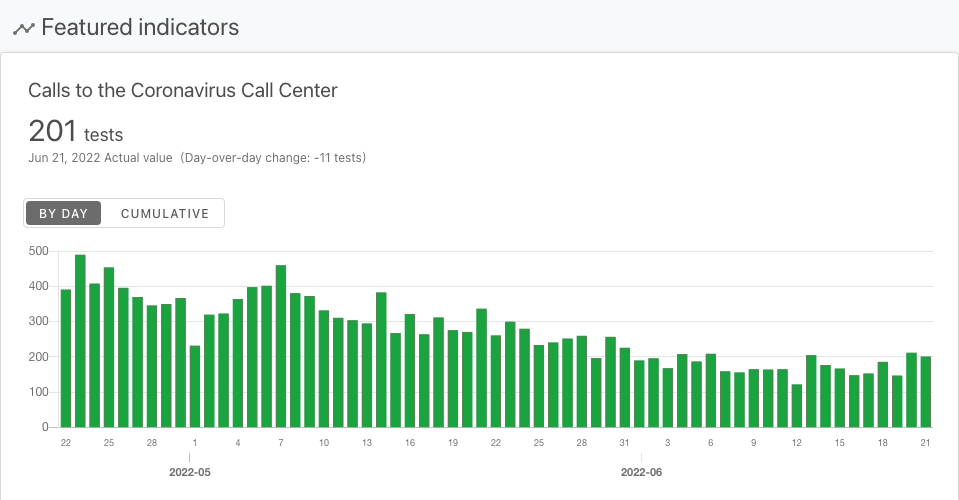 Featured indicators
Calls to the Coronavirus Call Center
201 tests
Jun 21, 2022 Actual value (Day-over-day change: -11 tests)
BY DAY CUMULATIVE
500
400
300
200
100
0
22 25 28 1 4 7 10 13 16 19 22 25 28 31 3 6 9 12 15 18 21
2022-05 2022-06